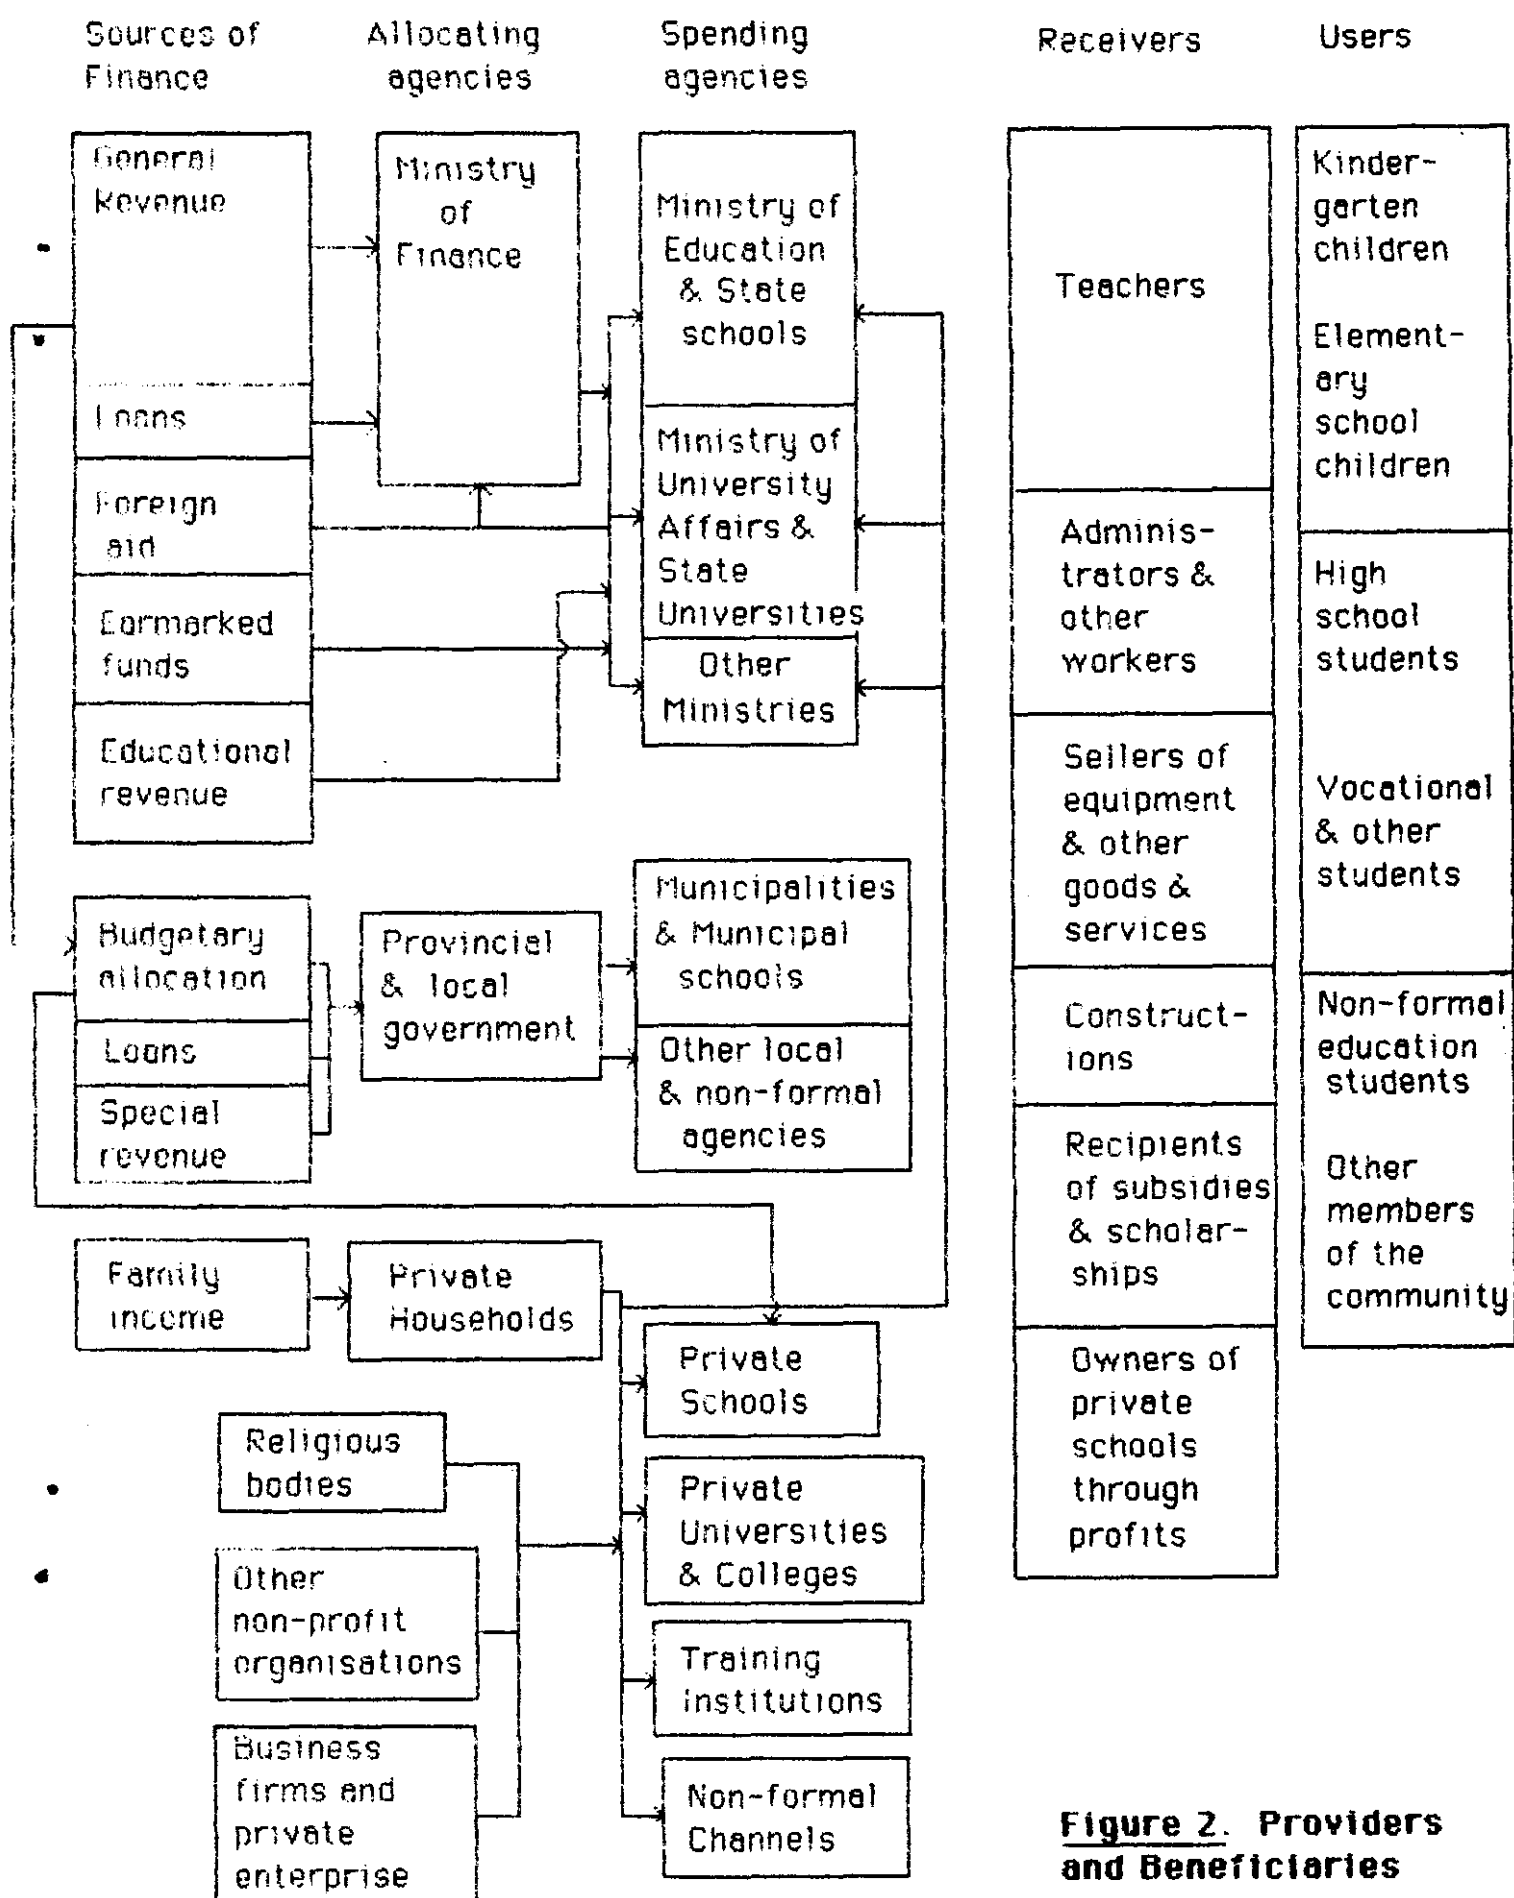 Sources of
Finance
Allocating
agencies
Spending
agencies
Receivers
Users
General
Revenue
Loans
Foreign
aid
Earmarked
funds
Educational
revenue
Ministry
of
Finance
Ministry of
Education
& State
schools
Ministry of
University
Affairs &
State
Universities
Other
Ministries
Budgetary
allocation
Loans
Special
revenue
Provincial
& local
government
Municipalities
& Municipal
schools
Other local
& non-formal
agencies
Family
income
Private
Households
Private
Schools
Religious
bodies
Other
non-profit
organisations
Business
firms and
private
enterprise
Private
Universities
& Colleges
Training
Institutions
Non-formal
Channels
Teachers
Adminis-
trators &
other
workers
Sellers of
equipment
& other
goods &
services
Construct-
ions
Recipients
of subsidies
& scholar-
ships
Owners of
private
schools
through
profits
Kinder-
garten
children
Element-
ary
school
children
High
school
students
Vocational
& other
students
Non-formal
education
students
Other
members
of the
community
Figure 2. Providers
and Beneficiaries